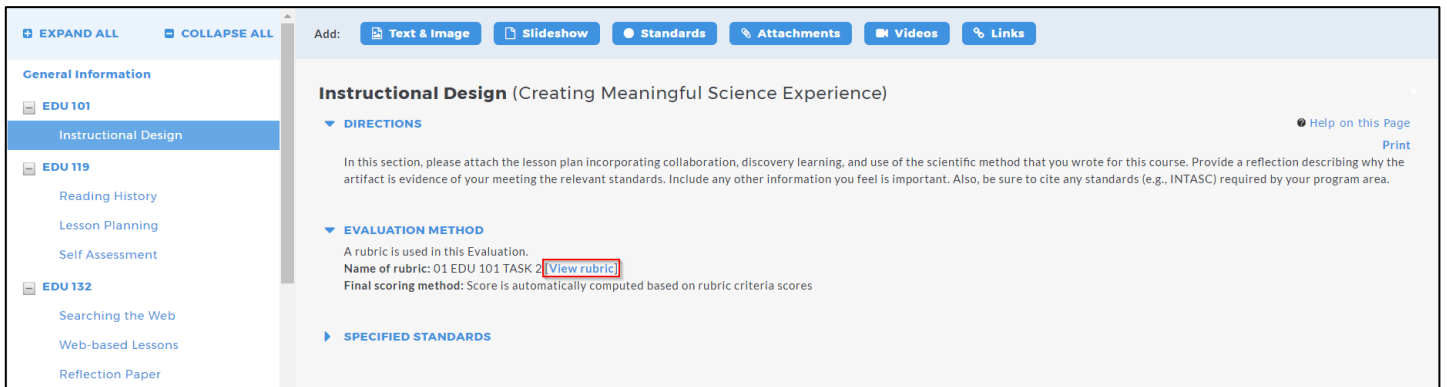 EXPAND ALL COLLAPSE ALL
General Information
EDU 101
Instructional Design
EDU 119
Reading History
Lesson Planning
Self Assessment
EDU 132
Searching the Web
Web-based Lessons
Reflection Paper
Add: Text & Image Slideshow Standards Attachments Videos Links
Instructional Design (Creating Meaningful Science Experience)
DIRECTIONS
Help on this Page
Print
In this section, please attach the lesson plan incorporating collaboration, discovery learning, and use of the scientific method that you wrote for this course. Provide a reflection describing why the
artifact is evidence of your meeting the relevant standards. Include any other information you feel is important. Also, be sure to cite any standards (e.g., INTASC) required by your program area.
EVALUATION METHOD
A rubric is used in this Evaluation.
Name of rubric: 01 EDU 101 TASK 2 [View rubric]
Final scoring method: Score is automatically computed based on rubric criteria scores
SPECIFIED STANDARDS